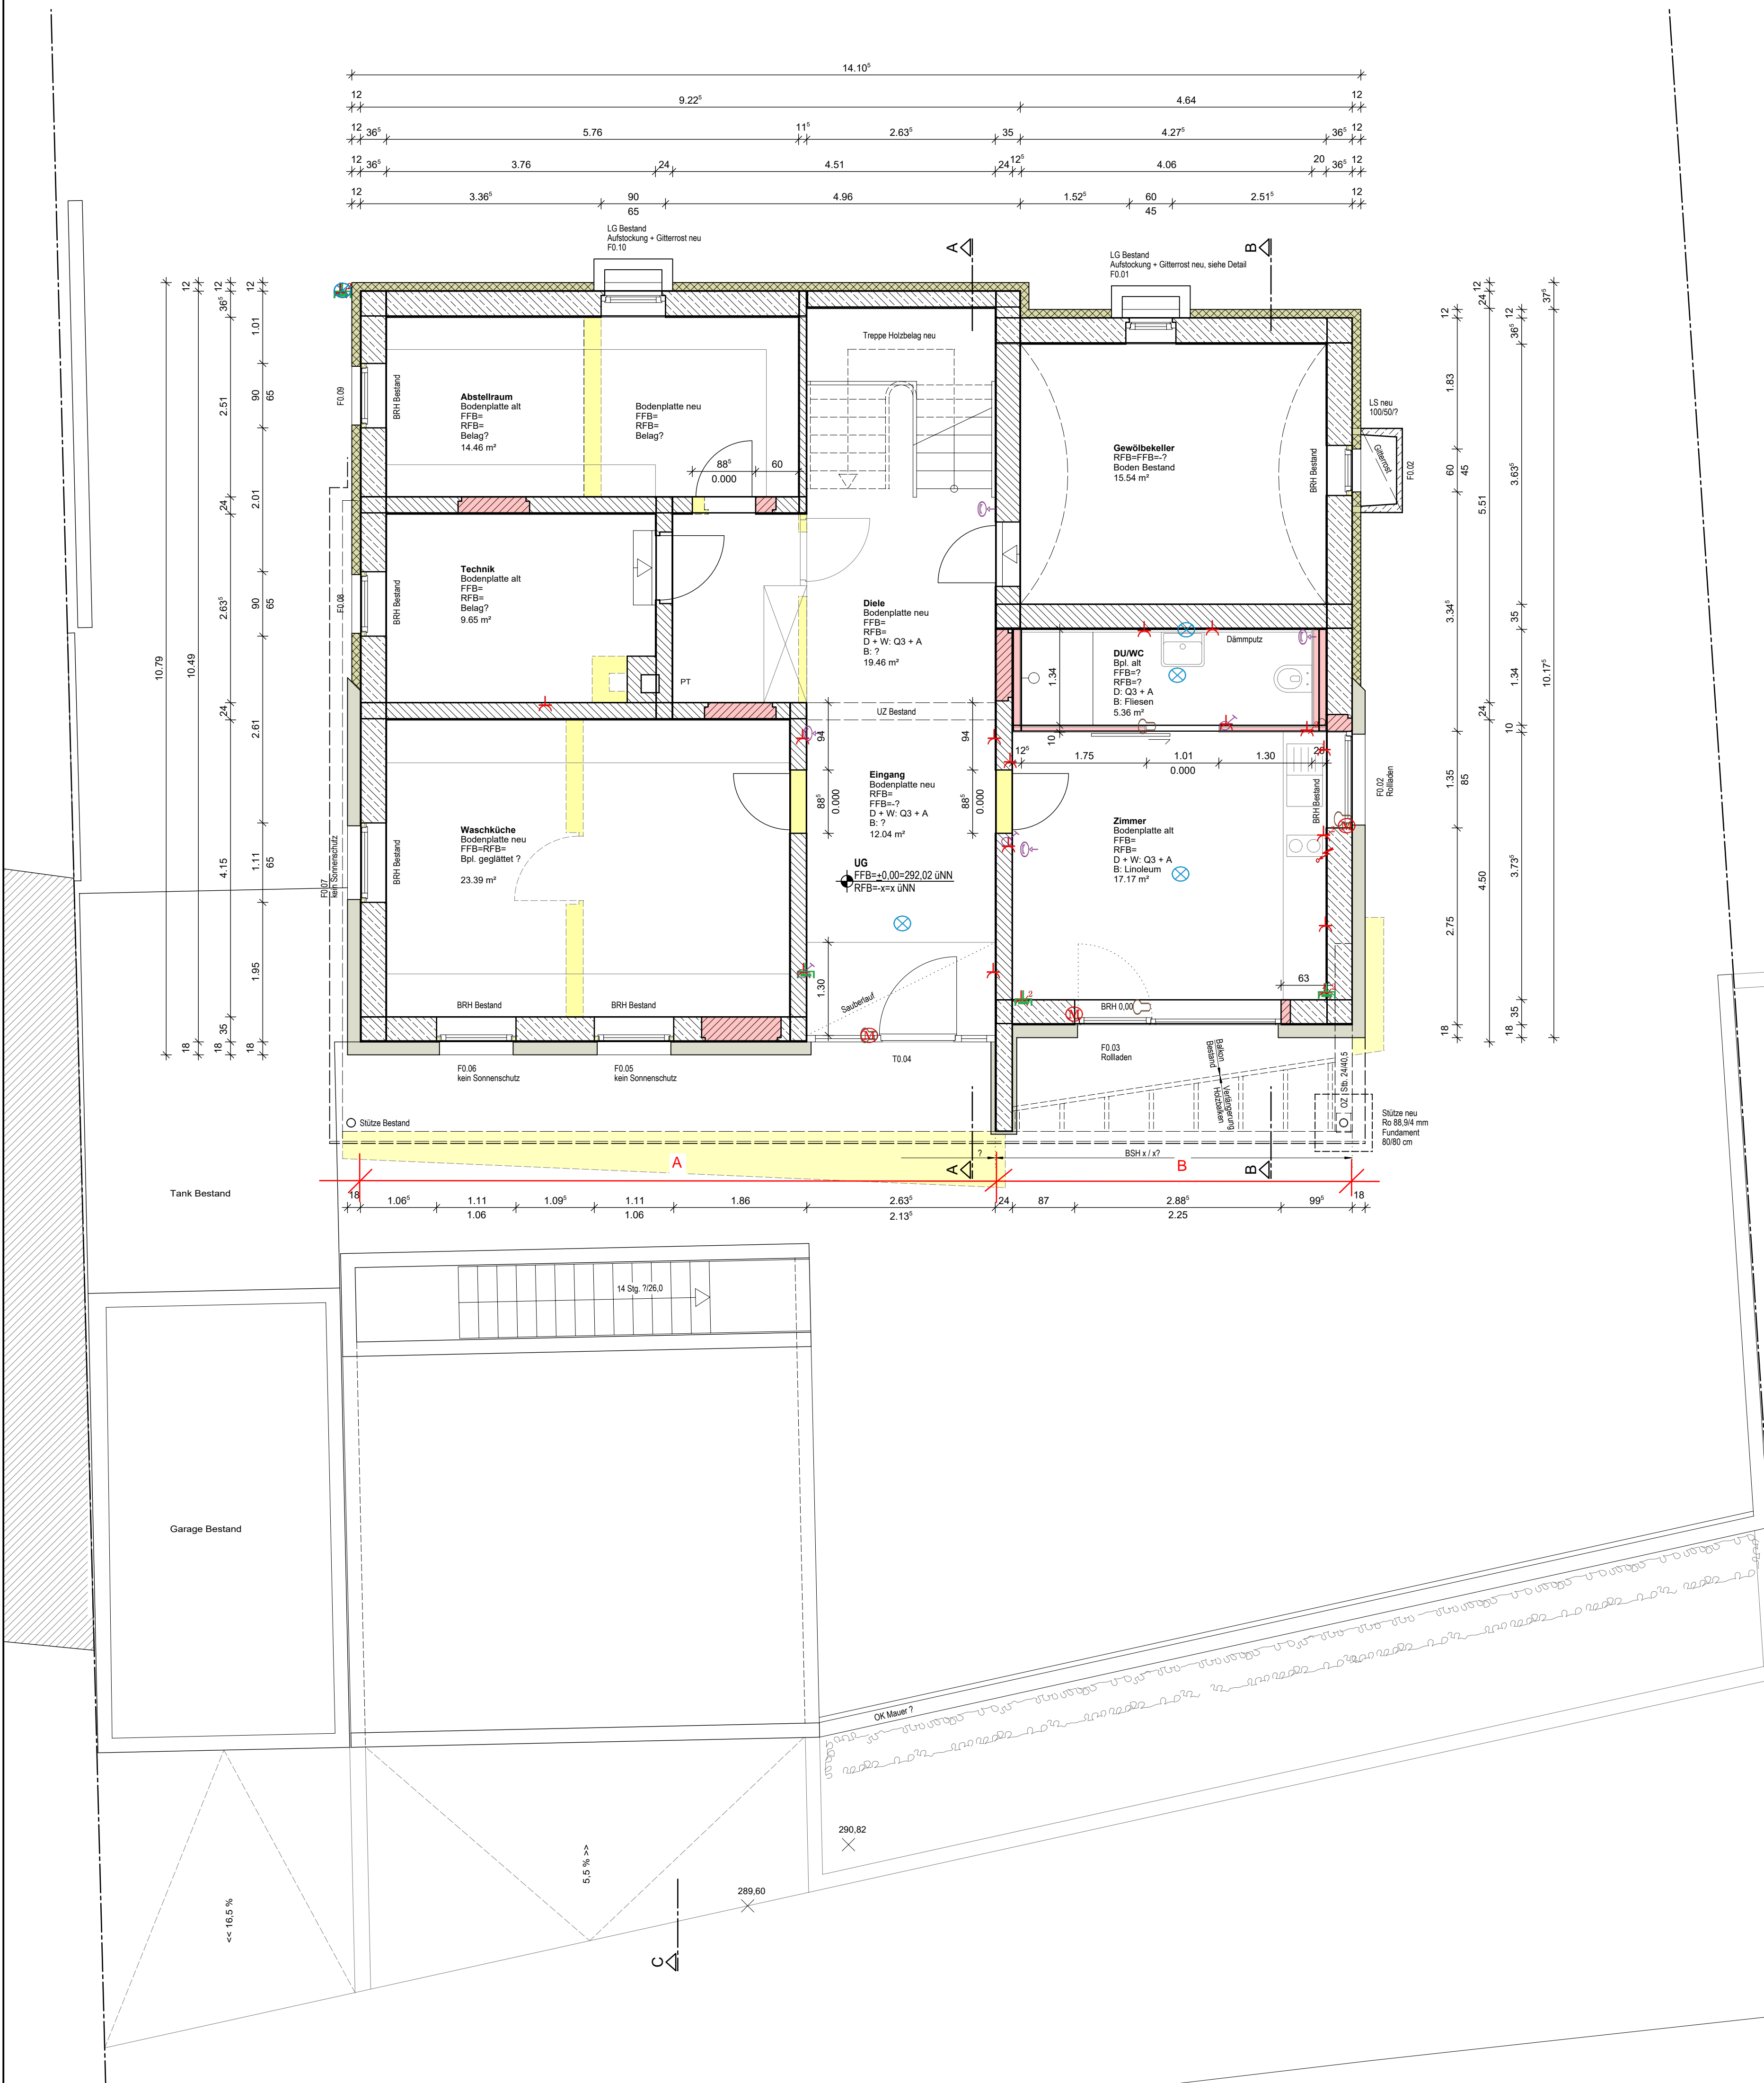 14.10⁵
12
9.22⁵
4.64
12
12
36⁵
5.76
11⁵
2.63⁵
35
4.27⁵
36⁵
12
12
36⁵
3.76
24
4.51
24
12⁵
4.06
20
36⁵
12
12
3.36⁵
90
65
4.96
1.52⁵
60
45
2.51⁵
12
LG Bestand
Aufstockung + Gitterrost neu
F0.10
A
B
LG Bestand
Aufstockung + Gitterrost neu, siehe Detail
F0.01
10.79
12
10.49
18
12
36⁵
2.51
24
2.63⁵
24
4.15
35
18
12
1.01
90
65
2.01
90
65
2.61
1.11
65
1.95
18
F0.09
BRH Bestand
F0.08
BRH Bestand
F0.07
kein Sonnenschutz
BRH Bestand
Treppe Holzbelag neu
Abstellraum
Bodenplatte alt
FFB=
RFB=
Belag?
14.46 m²
Bodenplatte neu
FFB=
RFB=
Belag?
88⁵
0.000
60
Gewölbekeller
RFB=FFB=-?
Boden Bestand
15.54 m²
BRH Bestand
LS neu
100/50/?
Gitterrost
F0.02
Technik
Bodenplatte alt
FFB=
RFB=
Belag?
9.65 m²
PT
Diele
Bodenplatte neu
FFB=
RFB=
D + W: Q3 + A
B: ?
19.46 m²
UZ Bestand
Dämmputz
1.34
DU/WC
Bpl. alt
FFB=?
RFB=?
D: Q3 + A
B: Fliesen
5.36 m²
94
88⁵
0.000
94
88⁵
0.000
10
12⁵
1.75
1.01
0.000
1.30
20
Eingang
Bodenplatte neu
RFB=
FFB=-?
D + W: Q3 + A
B: ?
12.04 m²
UG
FFB=±0,00=292,02 üNN
RFB=-x=x üNN
Waschküche
Bodenplatte neu
FFB=RFB=
Bpl. geglättet ?
23.39 m²
Zimmer
Bodenplatte alt
FFB=
RFB=
D + W: Q3 + A
B: Linoleum
17.17 m²
BRH Bestand
F0.02
Rollladen
M
1.30
Sauberlauf
63
2
BRH Bestand
BRH Bestand
BRH 0,00
M
M
F0.06
kein Sonnenschutz
F0.05
kein Sonnenschutz
T0.04
F0.03
Rollladen
Balkon
Bestand
Verlängerung
Holzbalken
OZ Stb. 24/40,5
Stütze Bestand
Stütze neu
Ro 88,9/4 mm
Fundament
80/80 cm
?
BSH x / x?
A
B
A
B
12
1.83
60
45
3.34⁵
1.35
85
2.75
18
12
24
5.51
24
4.50
12
36⁵
3.63⁵
35
1.34
10
3.73⁵
35
18
37⁵
10.17⁵
18
1.06⁵
1.11
1.06
1.09⁵
1.11
1.06
1.86
2.63⁵
2.13⁵
24
87
2.88⁵
2.25
99⁵
18
Tank Bestand
14 Stg. ?/26,0
Garage Bestand
OK Mauer ?
290,82
289,60
5,5 % >>
<< 16,5 %
C